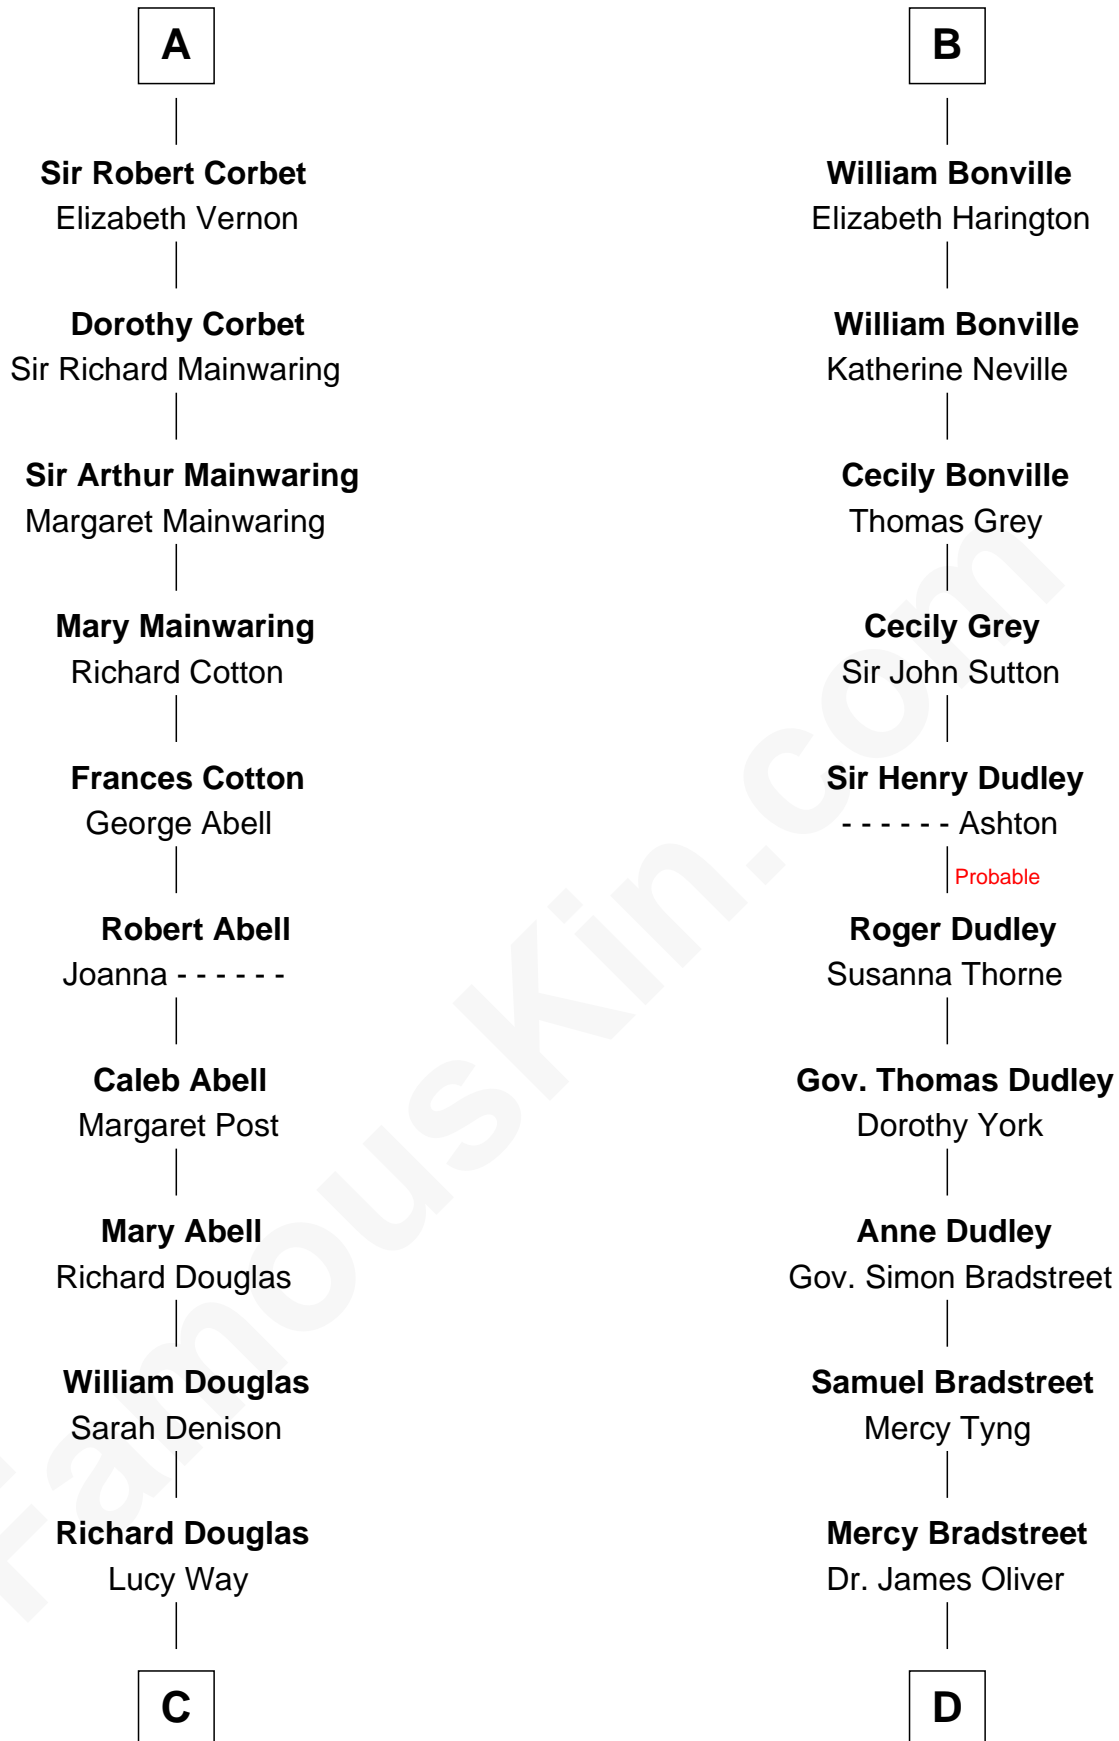 A
Sir Robert Corbet
Elizabeth Vernon
Dorothy Corbet
Sir Richard Mainwaring
Sir Arthur Mainwaring
Margaret Mainwaring
Mary Mainwaring
Richard Cotton
Frances Cotton
George Abell
Robert Abell
Joanna - - - - - -
Caleb Abell
Margaret Post
Mary Abell
Richard Douglas
William Douglas
Sarah Denison
Richard Douglas
Lucy Way
C
B
William Bonville
Elizabeth Harington
William Bonville
Katherine Neville
Cecily Bonville
Thomas Grey
Cecily Grey
Sir John Sutton
Sir Henry Dudley
- - - - - - Ashton
Probable
Roger Dudley
Susanna Thorne
Gov. Thomas Dudley
Dorothy York
Anne Dudley
Gov. Simon Bradstreet
Samuel Bradstreet
Mercy Tyng
Mercy Bradstreet
Dr. James Oliver
D
FamousKin.com